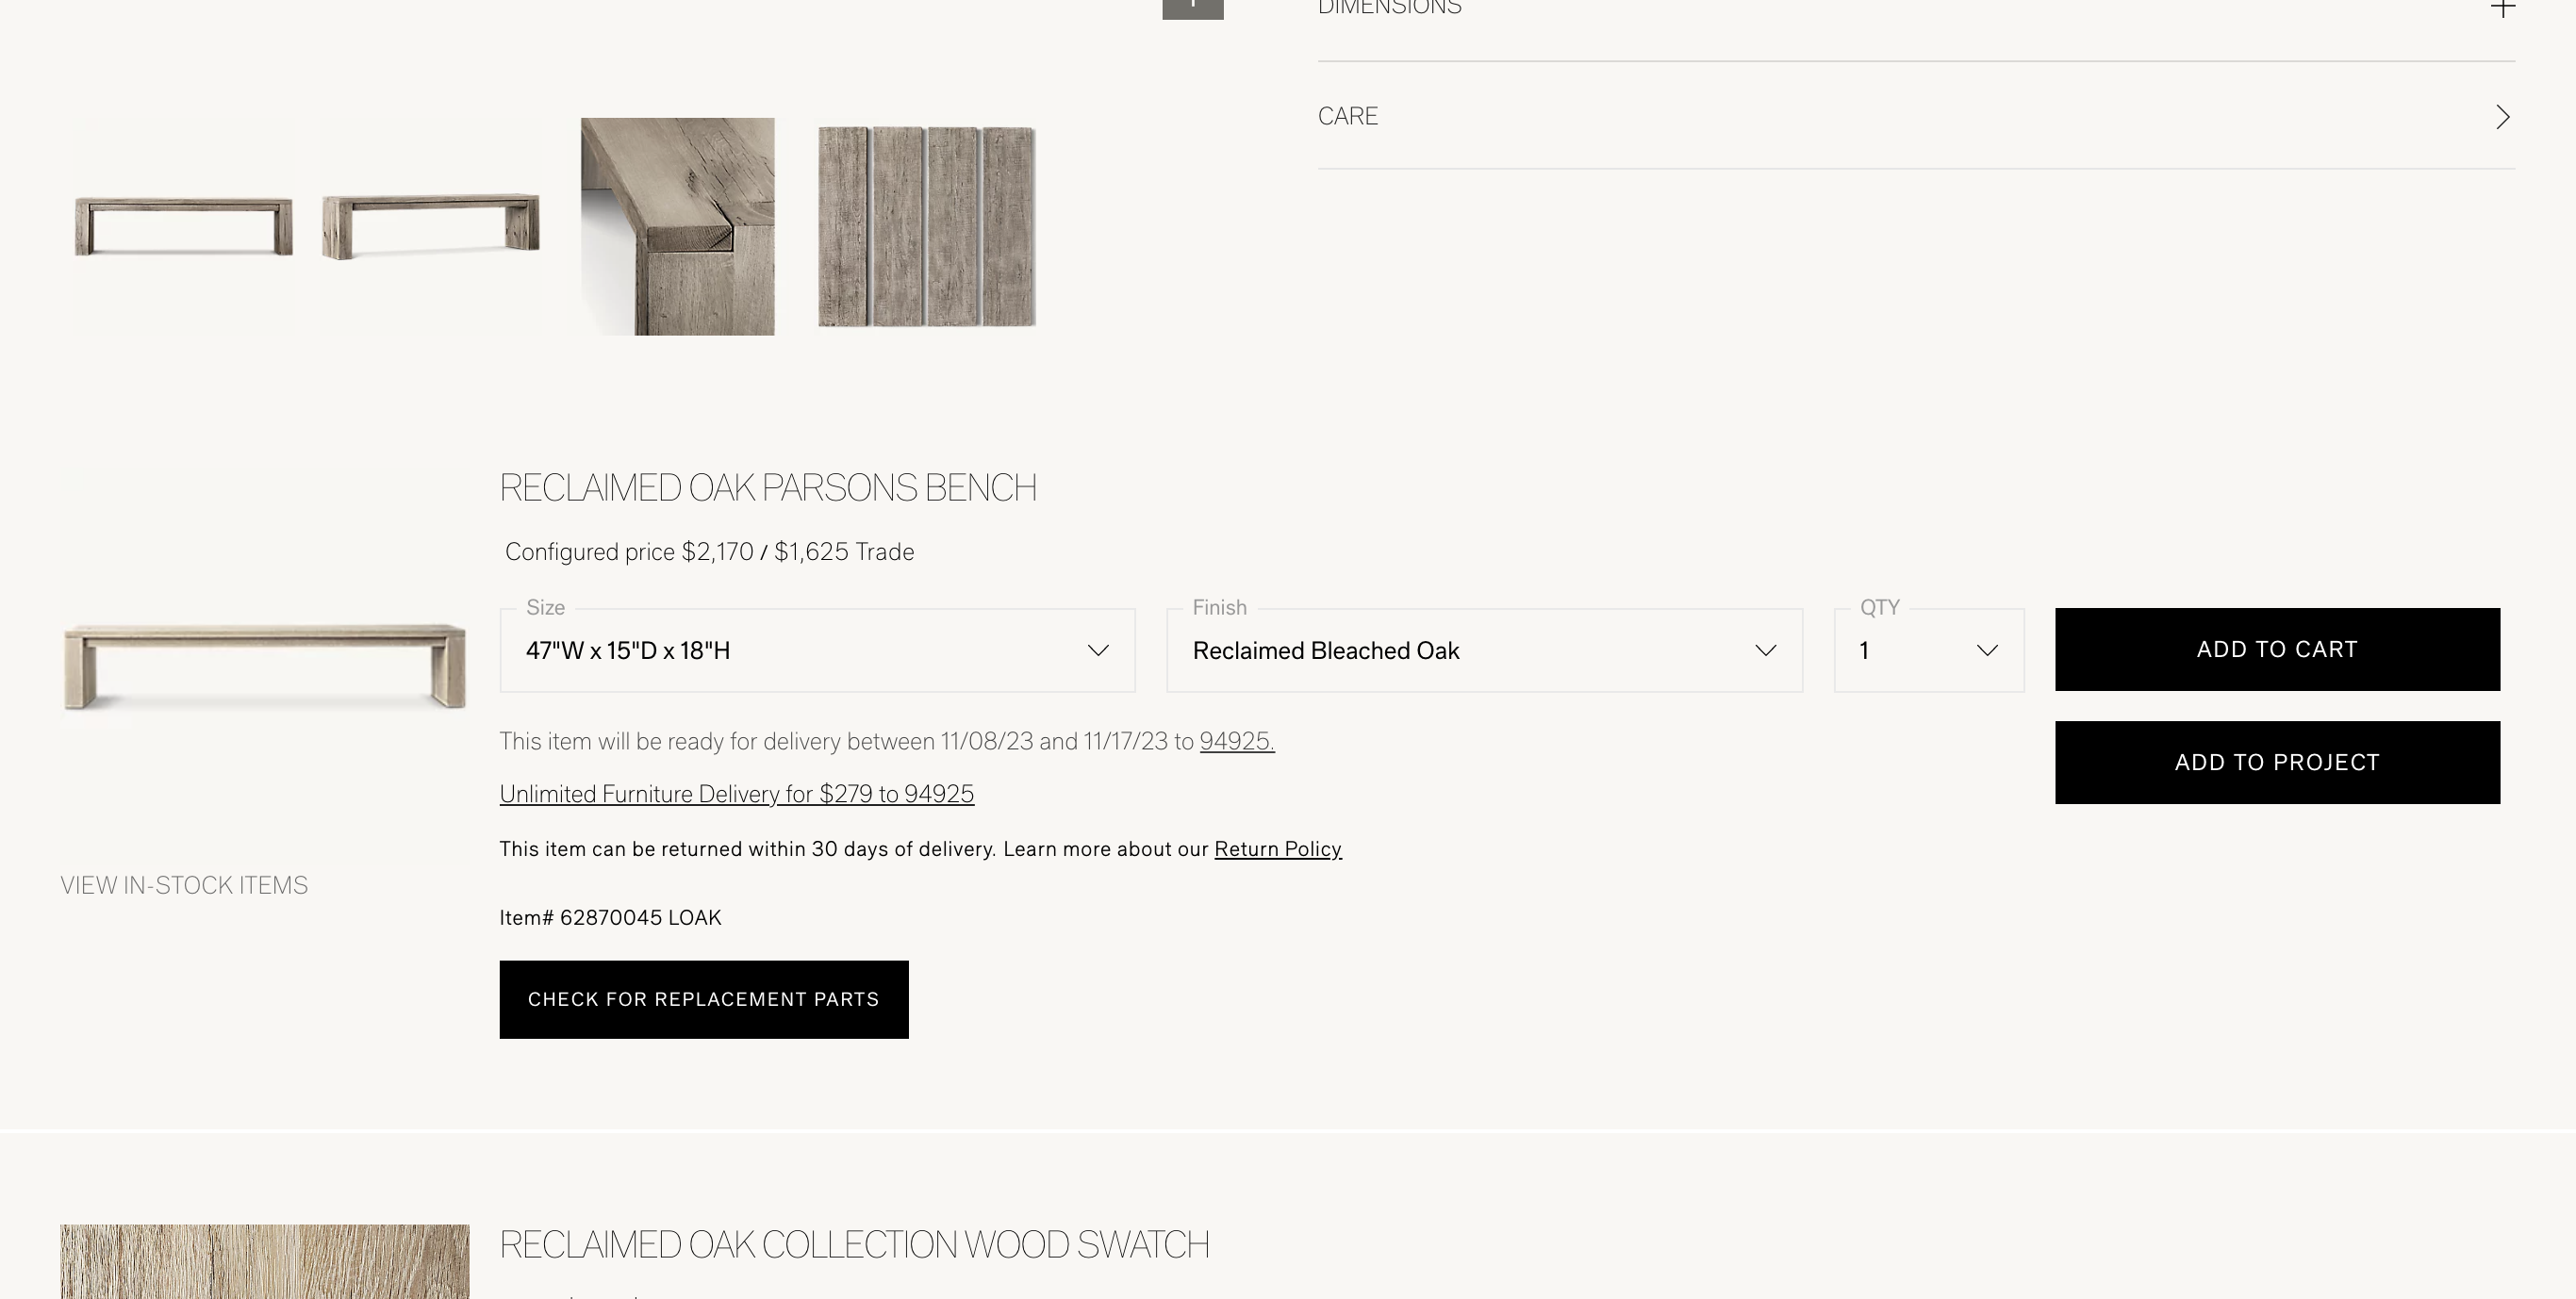 DIMENSIONS
CARE
RECLAIMED OAK PARSONS BENCH
Configured price $2,170 / $1,625 Trade
Size
47"W x 15"D x 18"H
Finish
Reclaimed Bleached Oak
QTY
1
ADD TO CART
This item will be ready for delivery between 11/08/23 and 11/17/23 to 94925.
ADD TO PROJECT
Unlimited Furniture Delivery for $279 to 94925
This item can be returned within 30 days of delivery. Learn more about our Return Policy
VIEW IN-STOCK ITEMS
Item# 62870045 LOAK
CHECK FOR REPLACEMENT PARTS
RECLAIMED OAK COLLECTION WOOD SWATCH